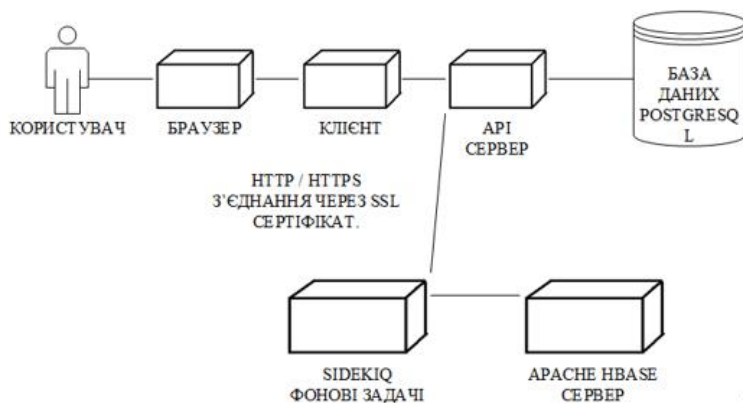 КОРИСТУВАЧ
БРАУЗЕР
КЛІЄНТ
API
СЕРВЕР
БАЗА
ДАНИХ
POSTGRESQ
L
HTTP / HTTPS
З'ЄДНАННЯ ЧЕРЕЗ SSL
СЕРТІФІКАТ.
SIDEKIQ
ФОНОВІ ЗАДАЧІ
APACHE HBASE
СЕРВЕР